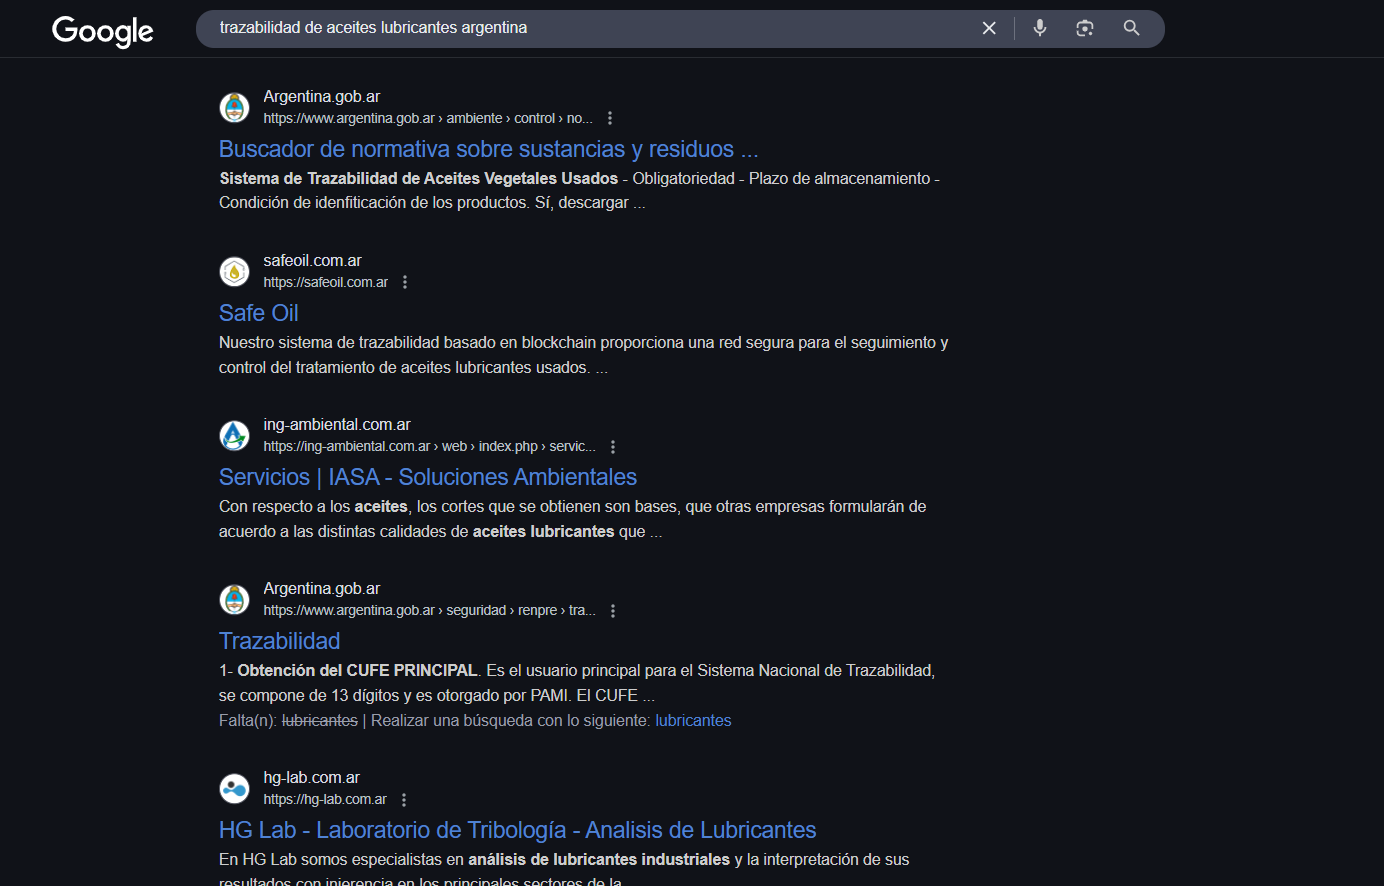 Google
trazabilidad de aceites lubricantes argentina
Argentina.gob.ar
https://www.argentina.gob.ar › ambiente › control › no...
Buscador de normativa sobre sustancias y residuos ...
Sistema de Trazabilidad de Aceites Vegetales Usados - Obligatoriedad - Plazo de almacenamiento -
Condición de idenfiticación de los productos. Sí, descargar ...
safeoil.com.ar
https://safeoil.com.ar
Safe Oil
Nuestro sistema de trazabilidad basado en blockchain proporciona una red segura para el seguimiento y
control del tratamiento de aceites lubricantes usados. ...
ing-ambiental.com.ar
https://ing-ambiental.com.ar › web › index.php › servic...
Servicios | IASA - Soluciones Ambientales
Con respecto a los aceites, los cortes que se obtienen son bases, que otras empresas formularán de
acuerdo a las distintas calidades de aceites lubricantes que ...
Argentina.gob.ar
https://www.argentina.gob.ar › seguridad › renpre › tra...
Trazabilidad
1- Obtención del CUFE PRINCIPAL. Es el usuario principal para el Sistema Nacional de Trazabilidad,
se compone de 13 dígitos y es otorgado por PAMI. El CUFE ...
Falta(n): lubricantes | Realizar una búsqueda con lo siguiente: lubricantes
hg-lab.com.ar
https://hg-lab.com.ar
HG Lab - Laboratorio de Tribología - Analisis de Lubricantes
En HG Lab somos especialistas en análisis de lubricantes industriales y la interpretación de sus
resultados con injerencia en los principales sectores de la